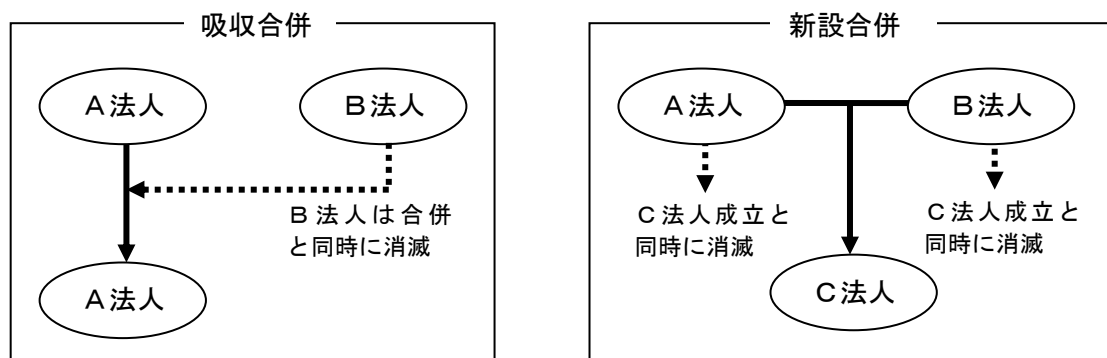 吸収合併
A法人
B法人
B法人は合併
と同時に消滅
A法人
新設合併
A法人
B法人
C法人成立と
同時に消滅
C法人成立と
同時に消滅
C法人